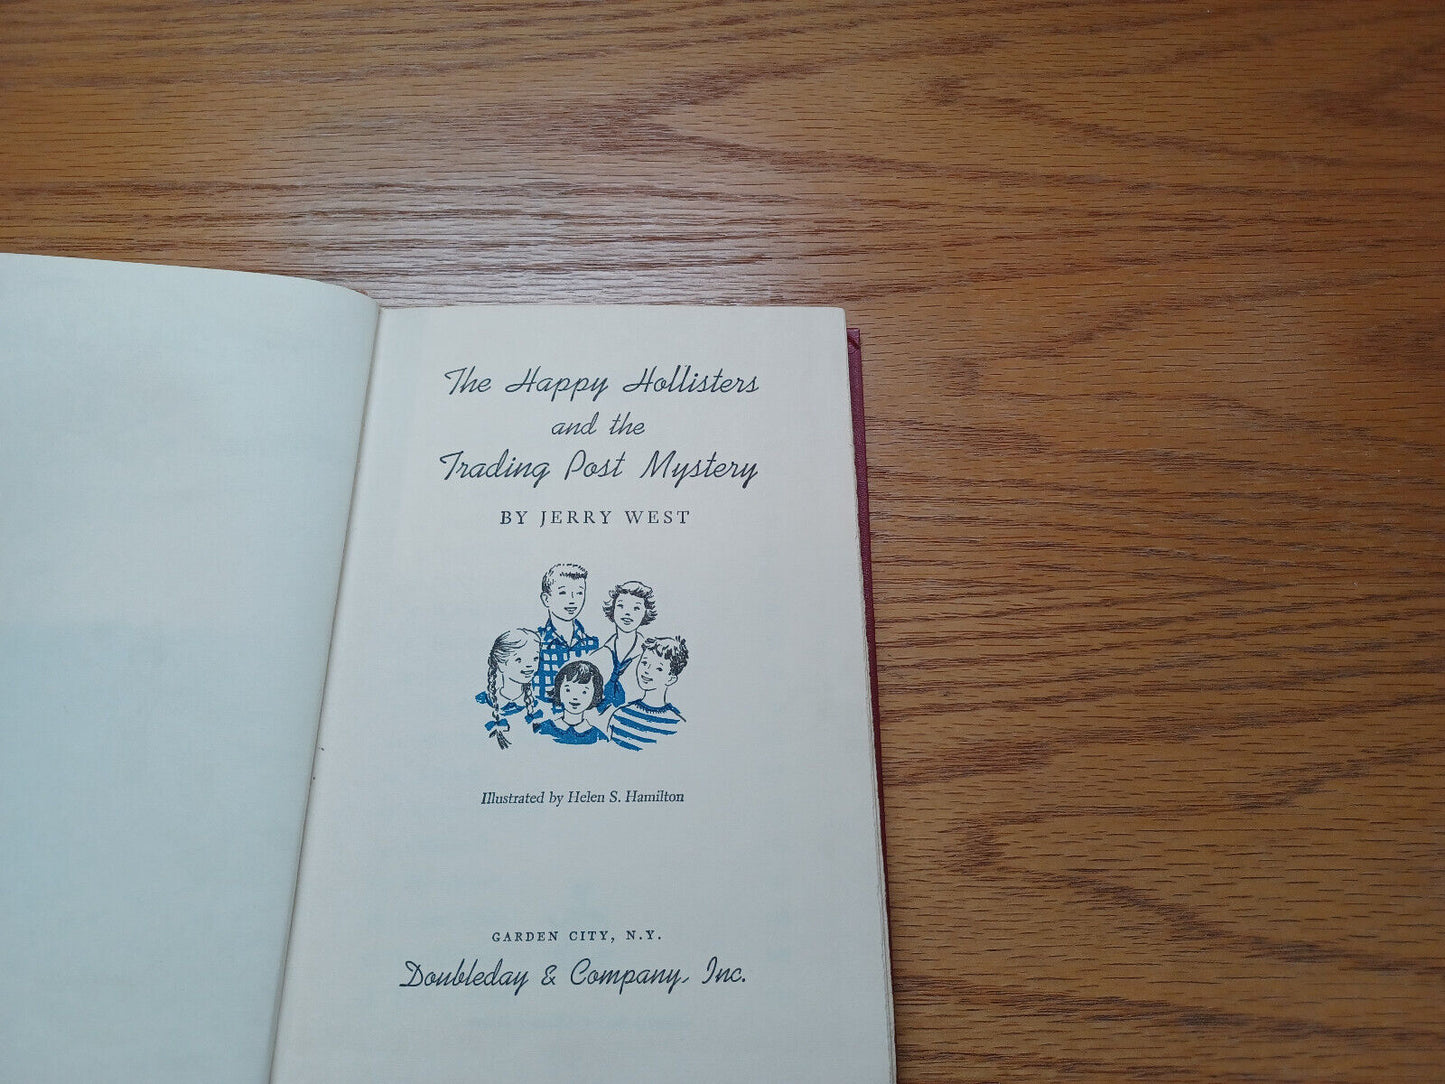 The Happy Hollisters
and the
Trading Post Mystery
BY JERRY WEST
Illustrated by Helen S. Hamilton
GARDEN CITY, N.Y.
Doubleday & Company, Inc.